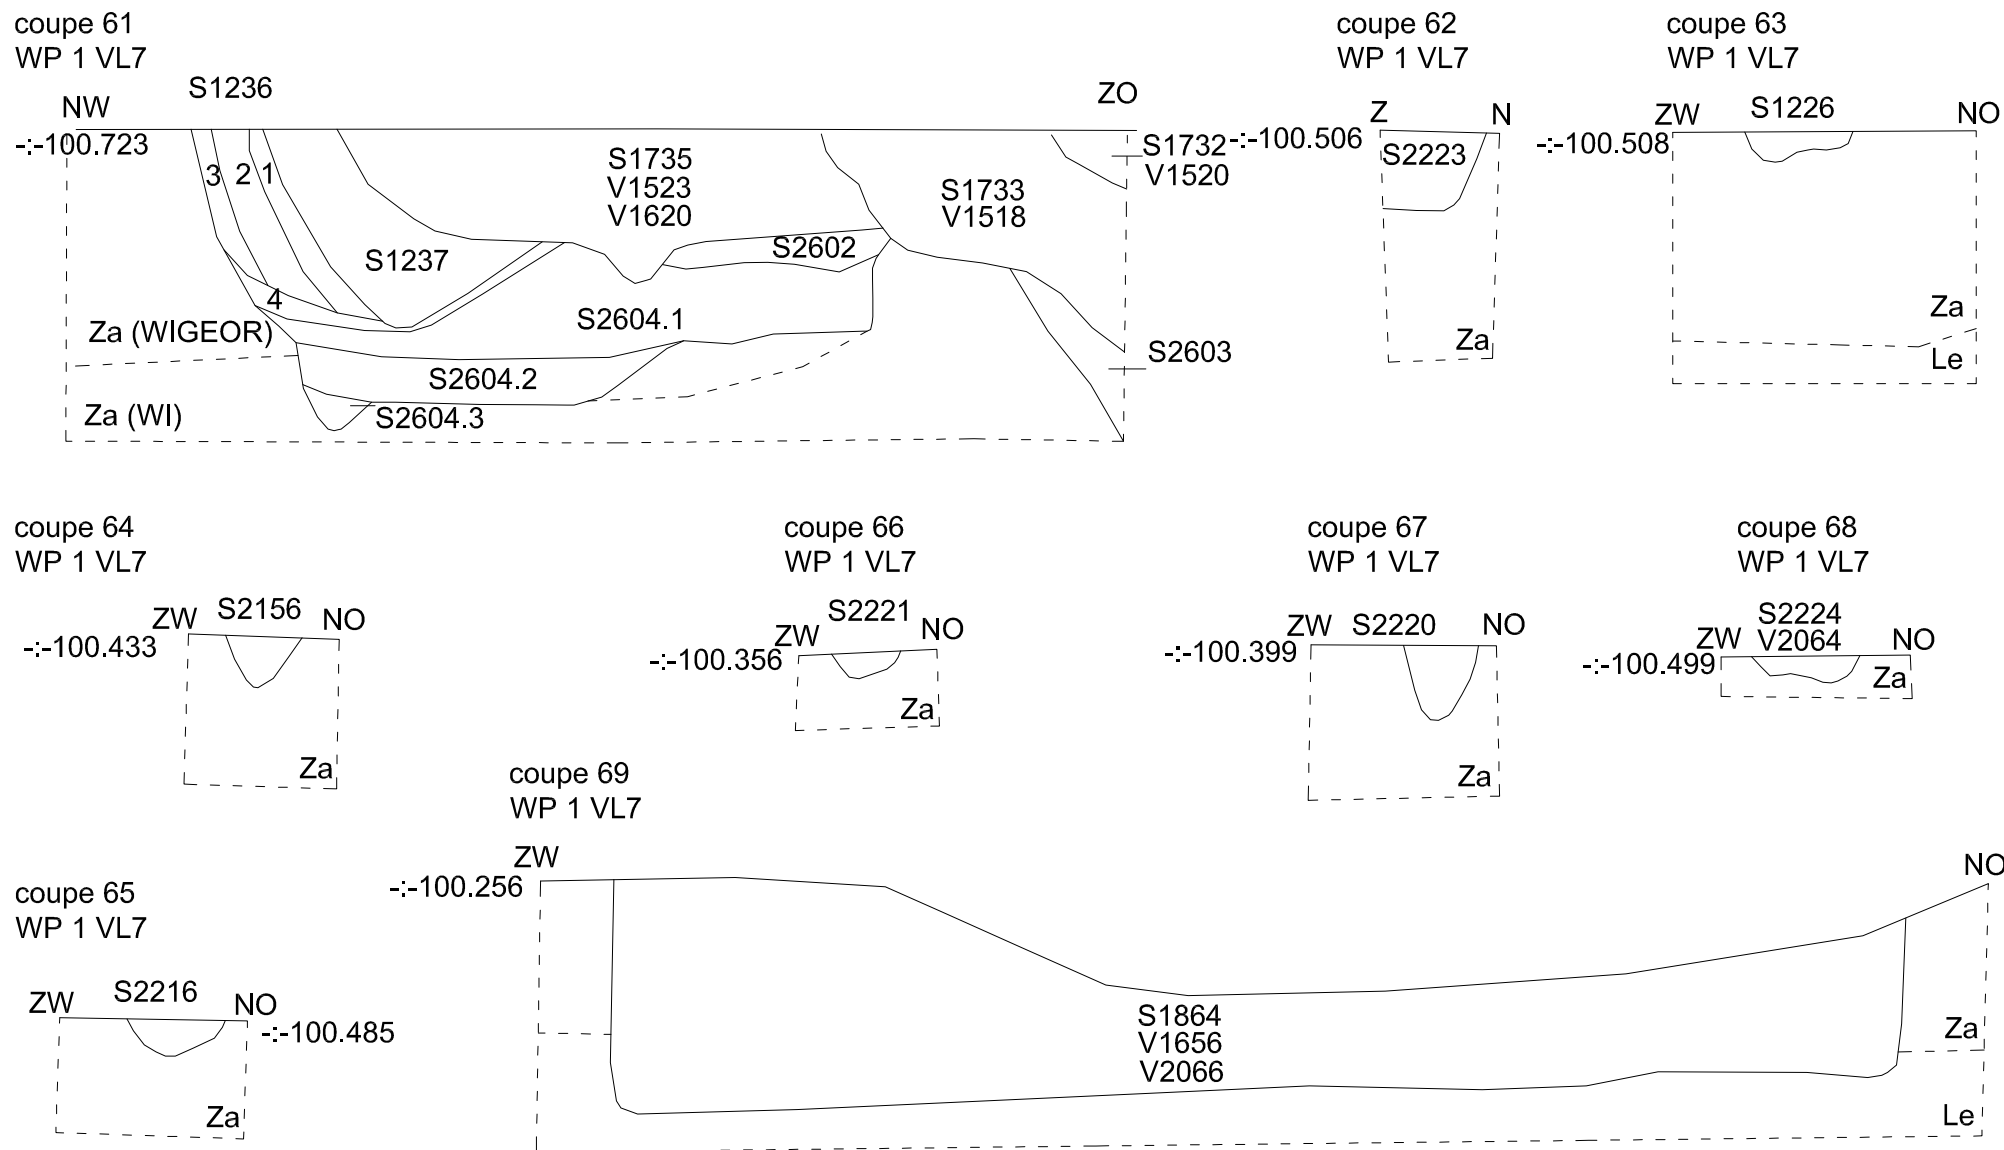 coupe 61
WP 1 VL7
S1236
NW
ZO
-:-100.723
3
2
1
S1735
V1523
V1620
S1733
V1518
S1732
V1520
S1237
S2602
4
S2604.1
Za (WIGEOR)
S2603
S2604.2
Za (WI)
S2604.3
coupe 62
WP 1 VL7
Z
N
-:-100.506
S2223
Za
coupe 63
WP 1 VL7
ZW
S1226
NO
-:-100.508
Za
Le
coupe 64
WP 1 VL7
ZW
S2156
NO
-:-100.433
Za
coupe 66
WP 1 VL7
S2221
ZW
NO
-:-100.356
Za
coupe 67
WP 1 VL7
ZW
S2220
NO
-:-100.399
Za
coupe 68
WP 1 VL7
S2224
V2064
ZW
NO
-:-100.499
Za
coupe 69
WP 1 VL7
ZW
NO
-:-100.256
S1864
V1656
V2066
Za
Le
coupe 65
WP 1 VL7
ZW
S2216
NO
-:-100.485
Za